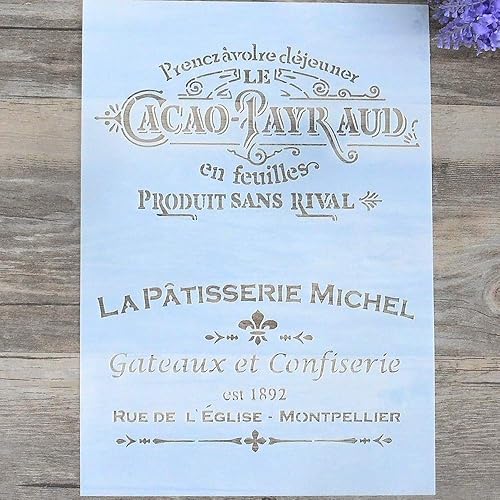 Prenez à volre déjeuner
LE
CACAO-PAYRAUD
en feuilles
PRODUIT SANS RIVAL
LA PÂTISSERIE MICHEL
Gateaux et Confiserie
est 1892
RUE DE L'ÉGLISE - MONTPELLIER